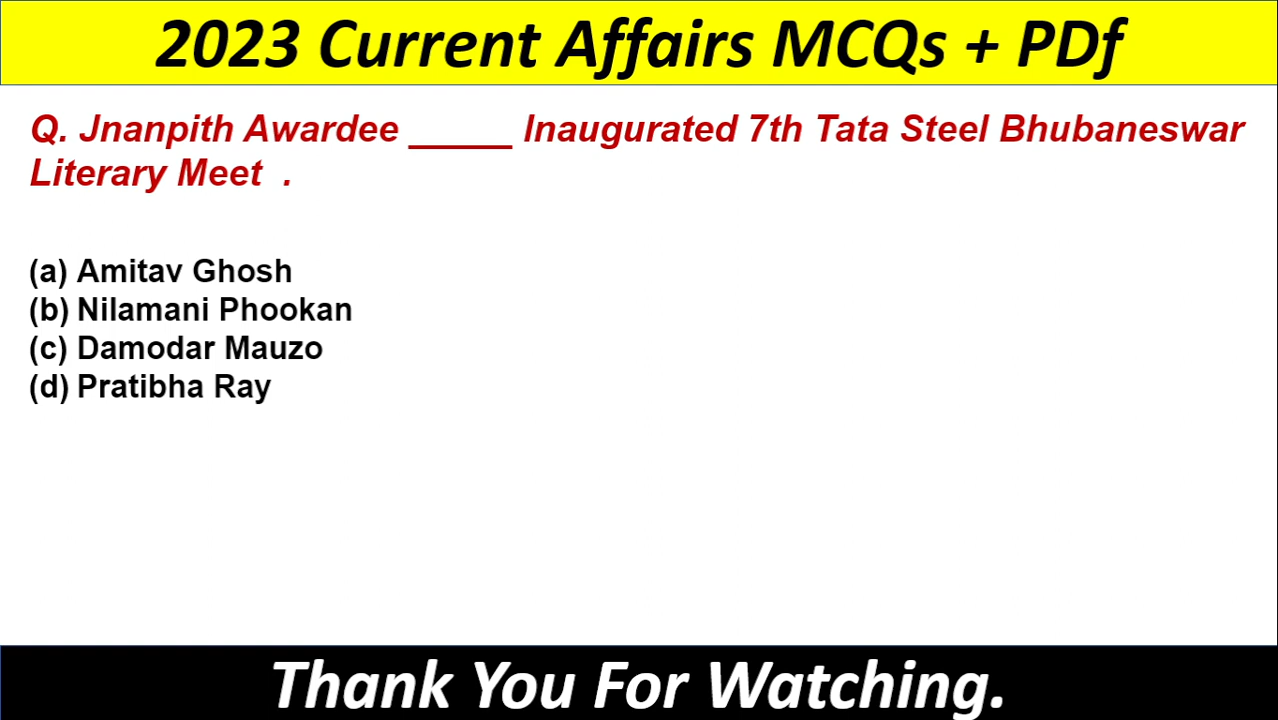 2023 Current Affairs MCQs + PDf
Q. Jnanpith Awardee _____ Inaugurated 7th Tata Steel Bhubaneswar
Literary Meet .
(a) Amitav Ghosh
(b) Nilamani Phookan
(c) Damodar Mauzo
(d) Pratibha Ray
Thank You For Watching.